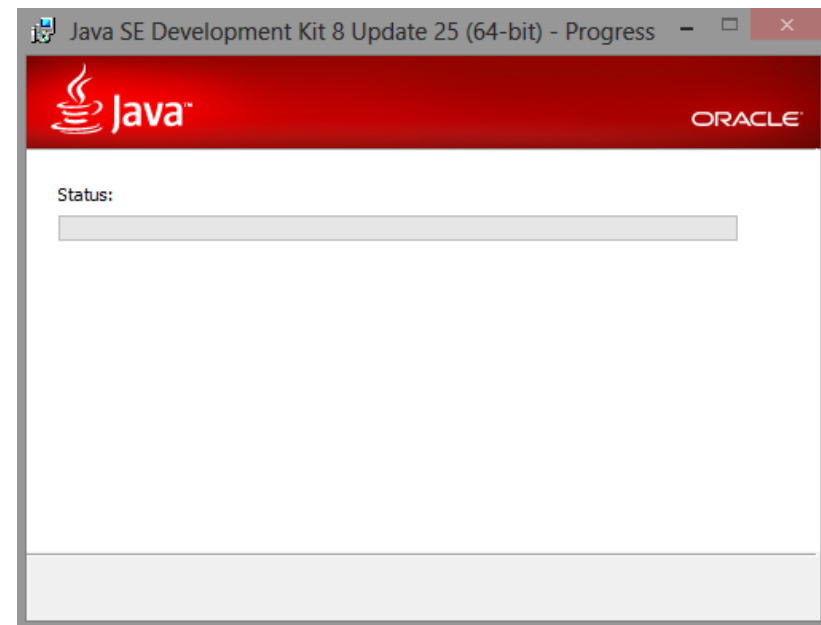 Java SE Development Kit 8 Update 25 (64-bit) - Progress
Java™
ORACLE®
Status: